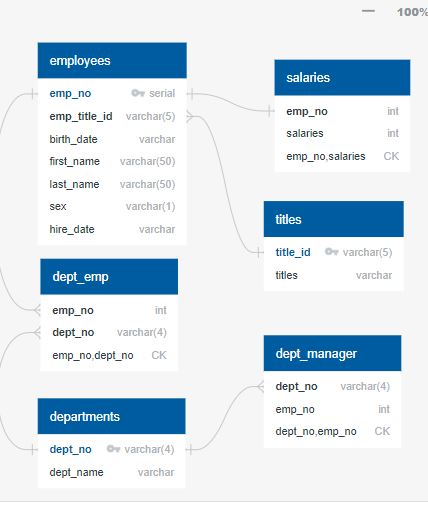 100%
employees
emp_no serial
emp_title_id varchar(5)
birth_date varchar
first_name varchar(50)
last_name varchar(50)
sex varchar(1)
hire_date varchar
salaries
emp_no int
salaries int
emp_no,salaries CK
titles
title_id varchar(5)
titles varchar
dept_emp
emp_no int
dept_no varchar(4)
emp_no,dept_no CK
dept_manager
dept_no varchar(4)
emp_no int
dept_no,emp_no CK
departments
dept_no varchar(4)
dept_name varchar